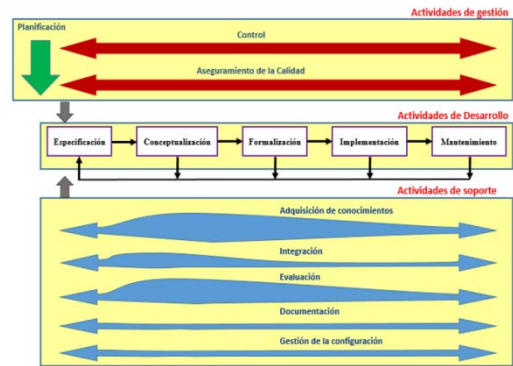 Actividades de gestión
Planificación
Control
Aseguramiento de la Calidad
Actividades de Desarrollo
Especificación
Conceptualización
Formalización
Implementación
Mantenimiento
Actividades de soporte
Adquisición de conocimientos
Integración
Evaluación
Documentación
Gestión de la configuración